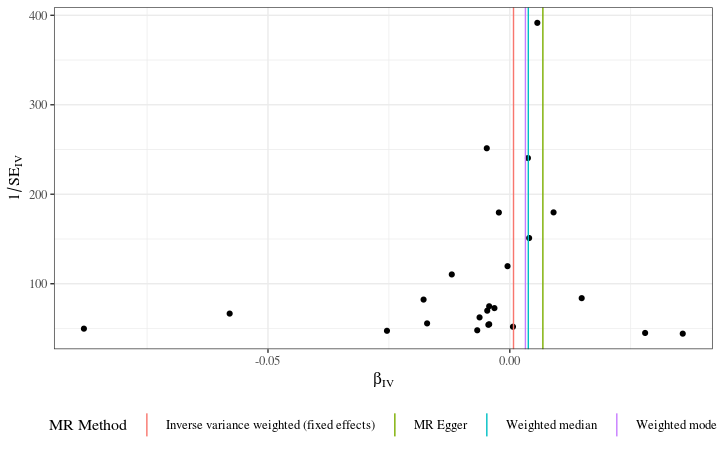 400
300
200
100
1/SE_IV
-0.05
0.00
β_IV
MR Method
Inverse variance weighted (fixed effects)
MR Egger
Weighted median
Weighted mode